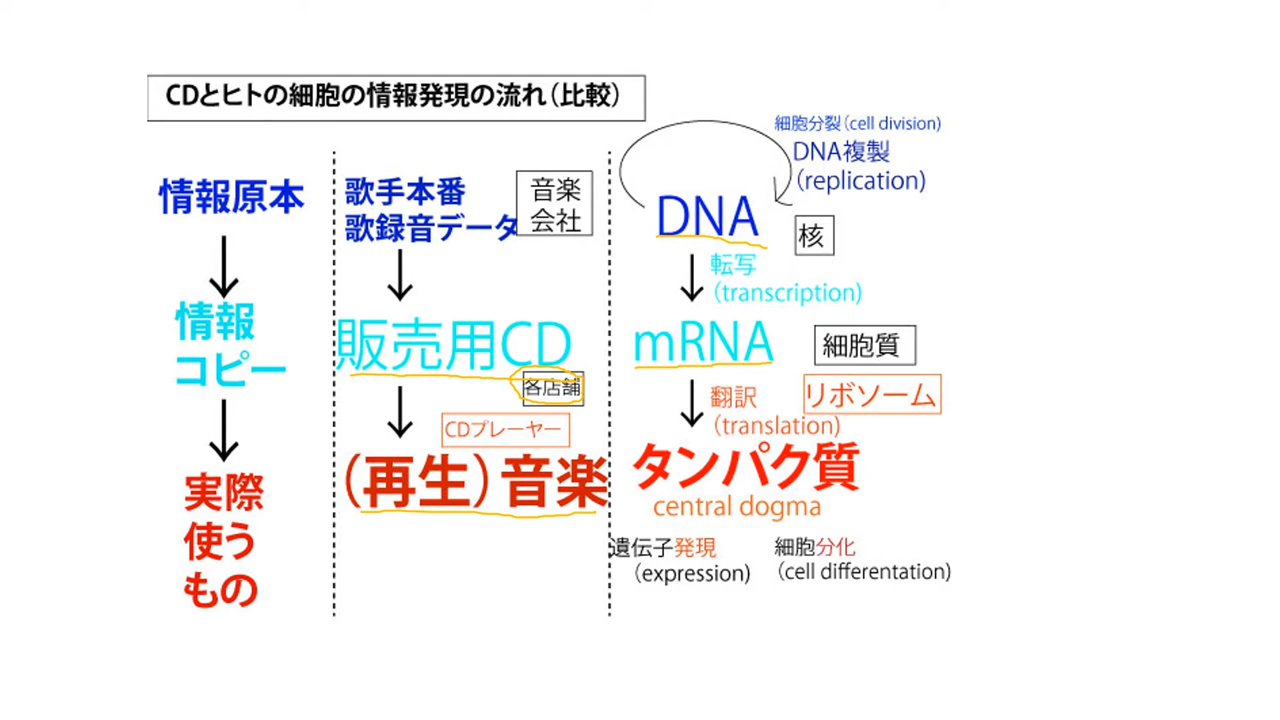 CDとヒトの細胞の情報発現の流れ（比較）
情報原本
情報
コピー
実際
使う
もの
歌手本番
歌録音データ
音楽
会社
販売用CD
各店舗
CDプレーヤー
（再生）音楽
細胞分裂（cell division）
DNA複製
（replication）
DNA
核
転写
（transcription）
mRNA
細胞質
翻訳
（translation）
リボソーム
タンパク質
central dogma
遺伝子発現
（expression）
細胞分化
（cell differentation）